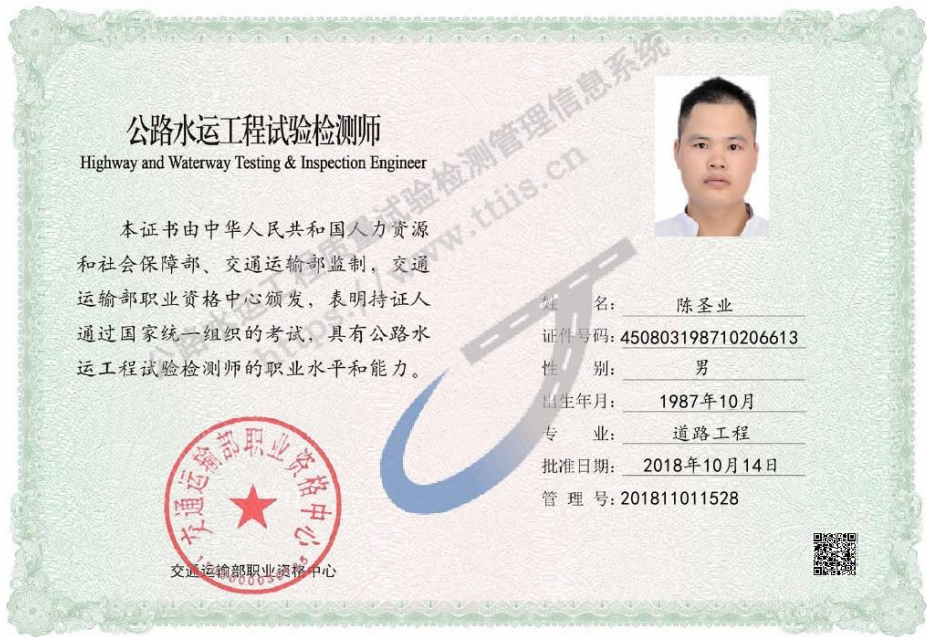 公路水运工程试验检测师
Highway and Waterway Testing & Inspection Engineer
本证书由中华人民共和国人力资源
和社会保障部、交通运输部监制，交通
运输部职业资格中心颁发，表明持证人
通过国家统一组织的考试，具有公路水
运工程试验检测师的职业水平和能力。
姓 名：陈圣业
证件号码：450803198710206613
性 别：男
出生年月：1987年10月
专 业：道路工程
批准日期：2018年10月14日
管 理 号：201811011528
交通运输部职业资格中心
交通运输部职业资格中心
公路水运工程质量试验检测管理信息系统
https://www.ttiis.cn